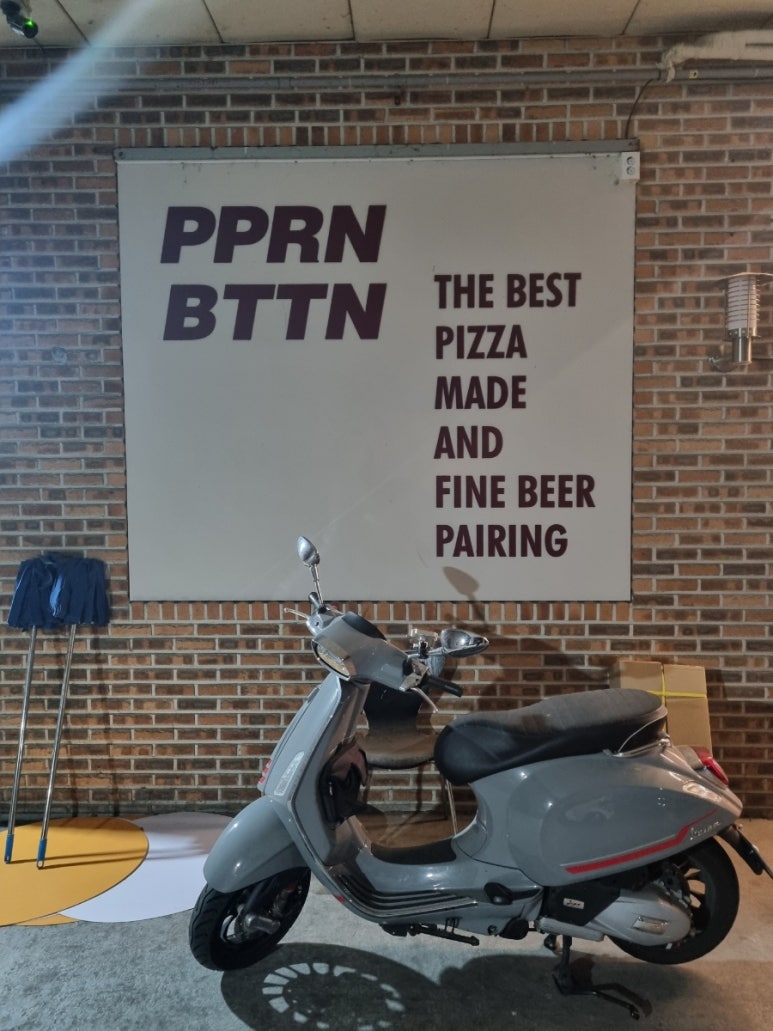 PPRN
BTTN
THE BEST
PIZZA
MADE
AND
FINE BEER
PAIRING